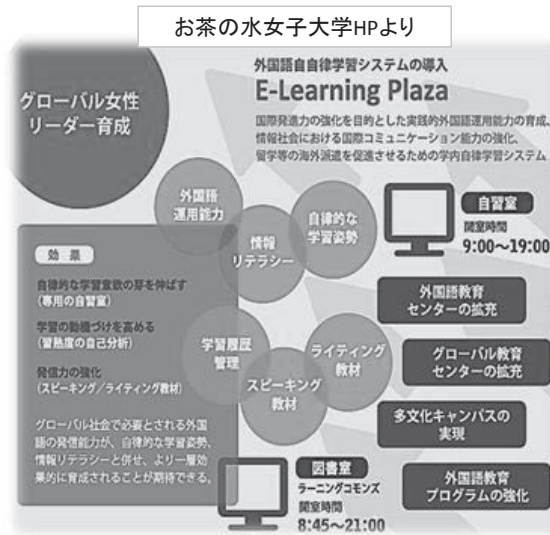 お茶の水女子大学HPより
グローバル女性
リーダー育成
外国語自自律学習システムの導入
E-Learning Plaza
国際発進力の強化を目的とした実践的外国語運用能力の育成、
情報社会における国際コミュニケーション能力の強化、
留学等の海外派遣を促進させるための学内自律学習システム
外国語
運用能力
情報
リテラシー
自律的な
学習姿勢
自習室
開室時間
9:00〜19:00
効 果
自律的な学習意欲の芽を伸ばす
(専用の自習室)
学習の動機づけを高める
(習熟度の自己分析)
発信力の強化
(スピーキング/ライティング教材)
グローバル社会で必要とされる外国
語の発信能力が、自律的な学習姿勢、
情報リテラシーと併せ、より一層効
果的に育成されることが期待できる。
学習履歴
管理
スピーキング
教材
ライティング
教材
外国語教育
センターの拡充
グローバル教育
センターの拡充
多文化キャンパスの
実現
外国語教育
プログラムの強化
図書室
ラーニングコモンズ
開室時間
8:45〜21:00